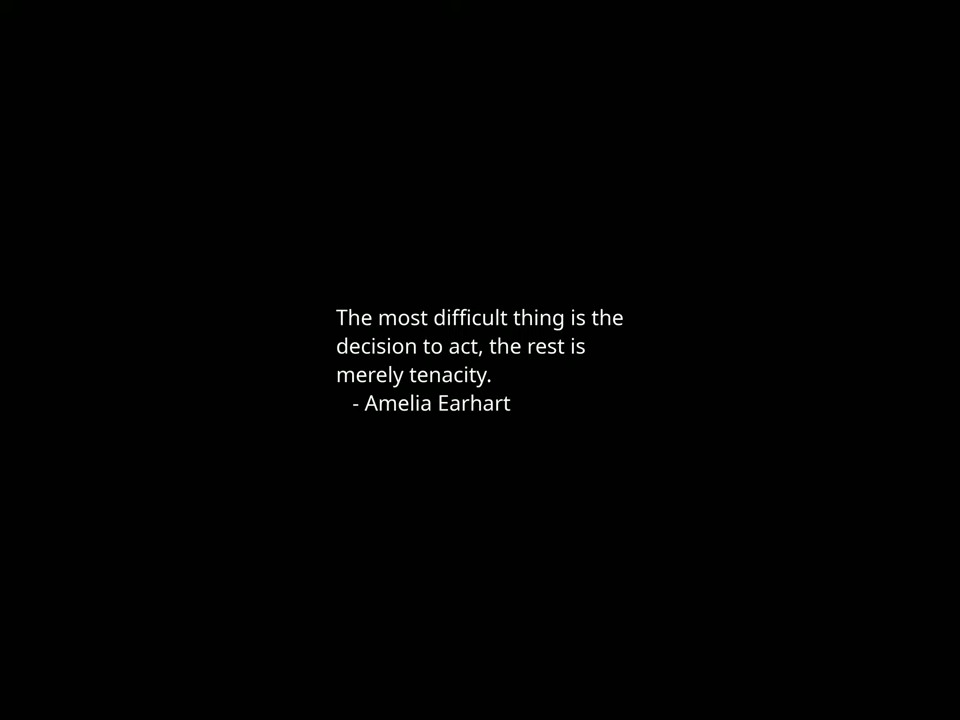 The most difficult thing is the
decision to act, the rest is
merely tenacity.
- Amelia Earhart